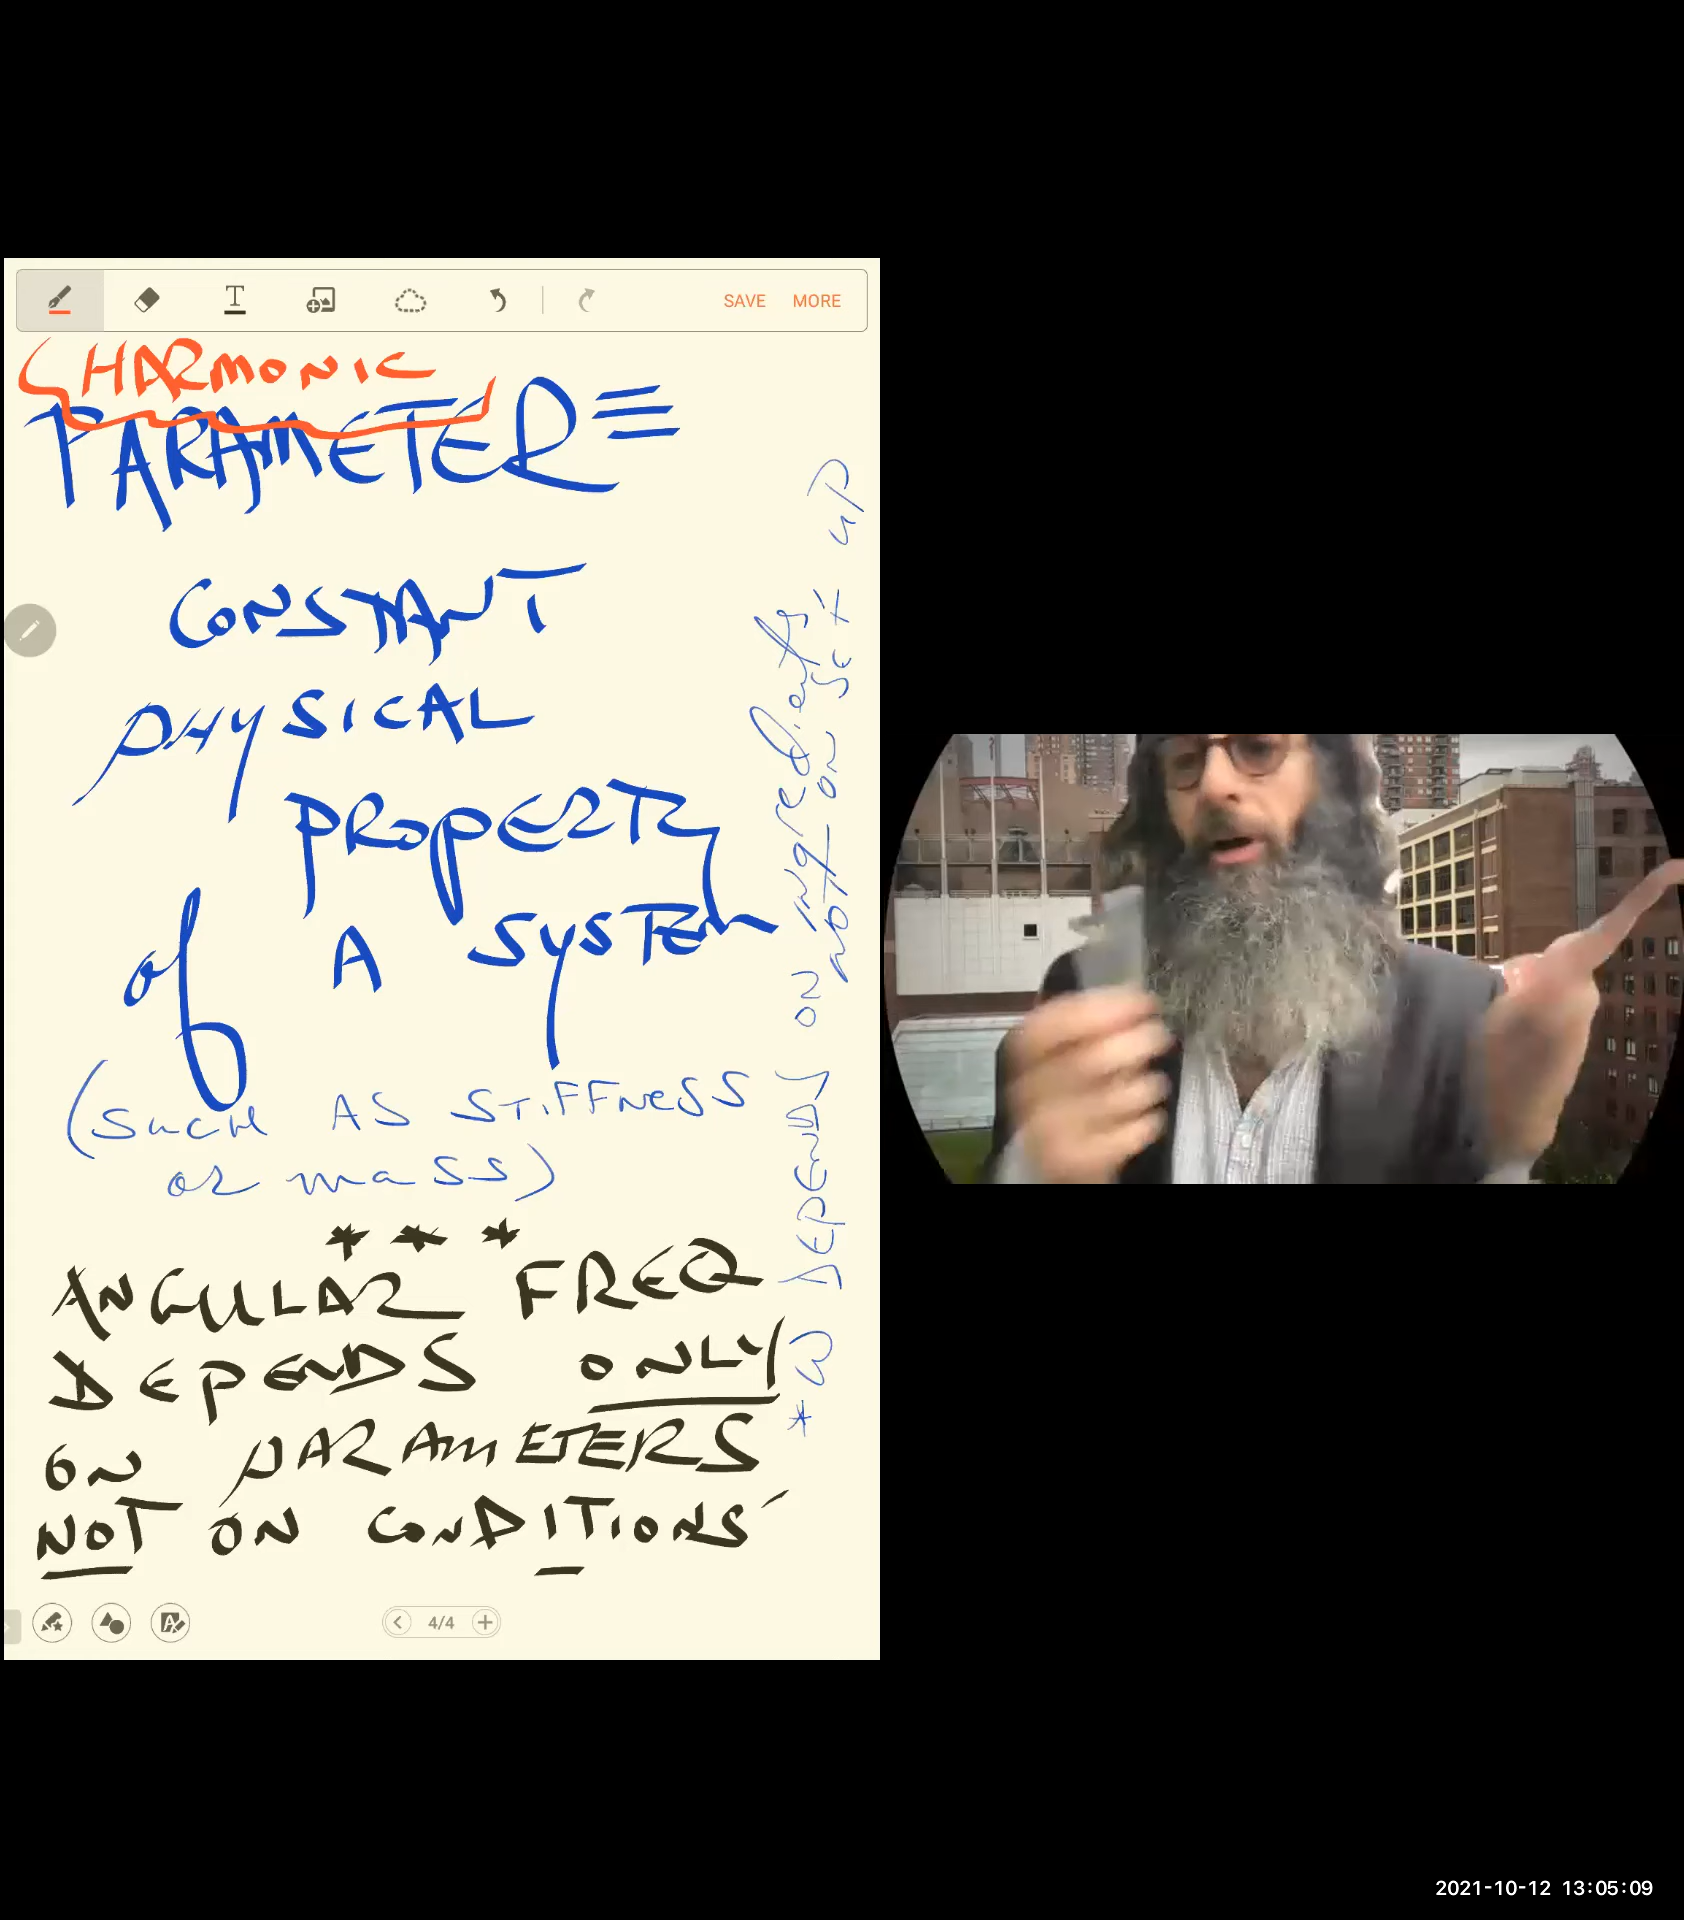 SAVE MORE
(HARMONIC
PARAMETER ≡
CONSTANT
PHYSICAL
PROPERTY
of A SYSTEM
(SUCH AS STIFFNESS
OR MASS)
* * *
ANGULAR FREQ
DEPENDS ONLY
ON PARAMETERS
NOT ON CONDITIONS
* ω DEPENDS ON INGREDIENTS
NOT ON SET UP
4/4
2021-10-12 13:05:09